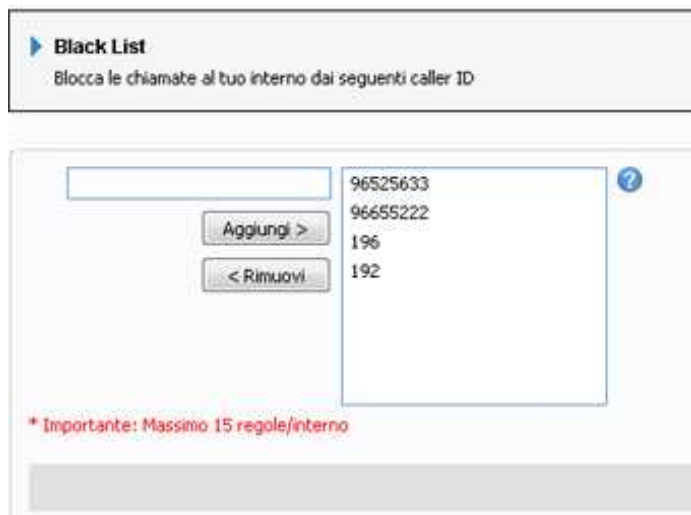 Black List
Blocca le chiamate al tuo interno dai seguenti caller ID
96525633
Aggiungi >
96655222
196
< Rimuovi
192
* Importante: Massimo 15 regole/interno